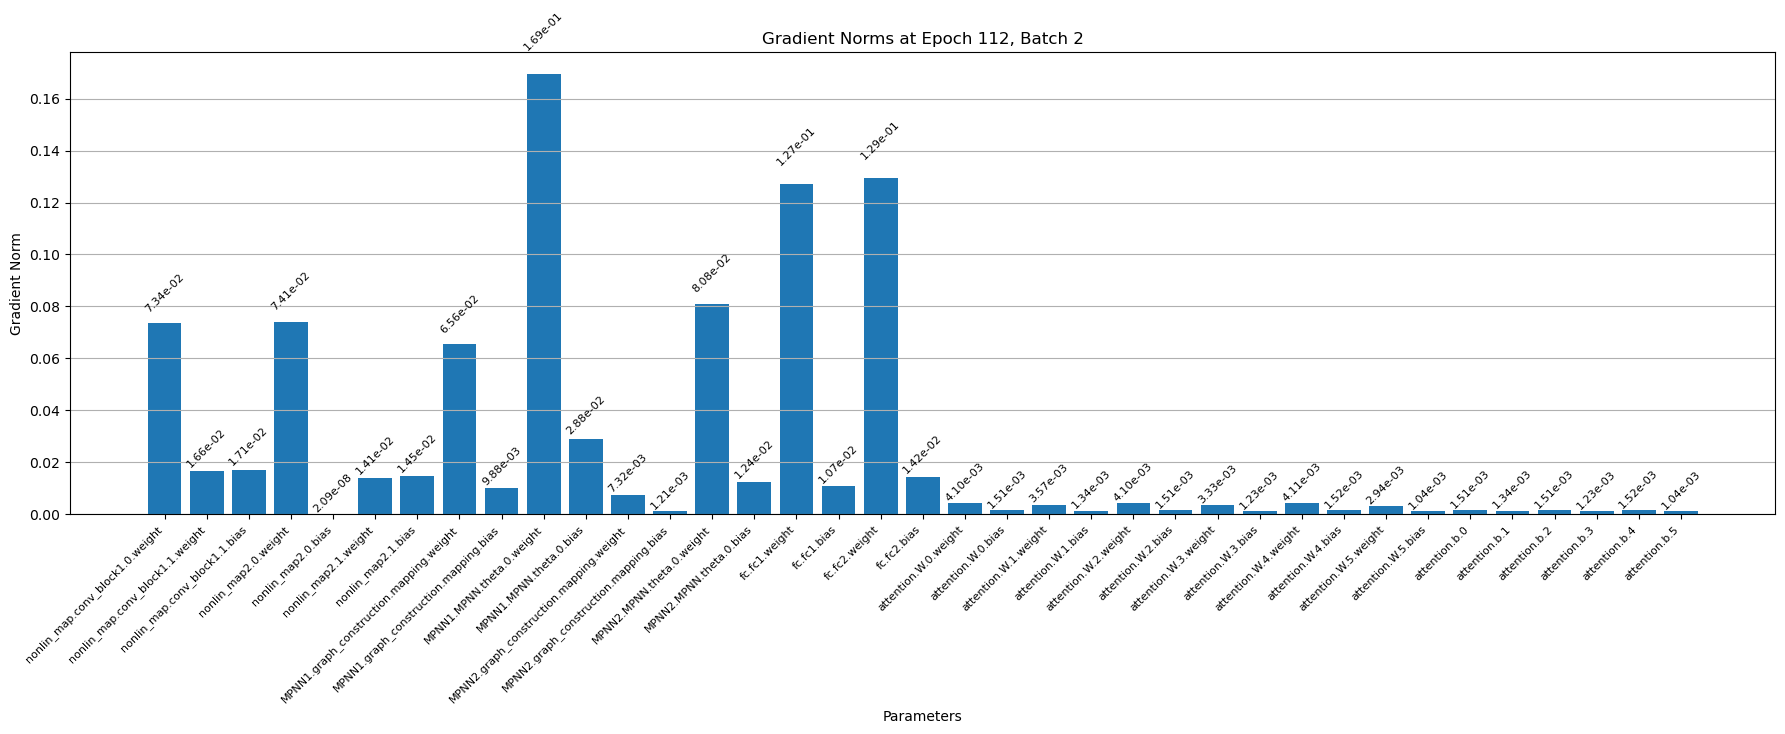 Gradient Norms at Epoch 112, Batch 2
Gradient Norm
0.16
0.14
0.12
0.10
0.08
0.06
0.04
0.02
0.00
7.34e-02
1.66e-02
1.71e-02
7.41e-02
2.09e-08
1.41e-02
1.45e-02
6.56e-02
9.88e-03
1.69e-01
2.88e-02
7.32e-03
1.21e-03
8.08e-02
1.24e-02
1.27e-01
1.07e-02
1.29e-01
1.42e-02
4.10e-03
1.51e-03
3.57e-03
1.34e-03
4.10e-03
1.51e-03
3.33e-03
1.23e-03
4.11e-03
1.52e-03
2.94e-03
1.04e-03
1.51e-03
1.34e-03
1.51e-03
1.23e-03
1.52e-03
1.04e-03
nonlin_map.conv_block1.0.weight
nonlin_map.conv_block1.1.weight
nonlin_map.conv_block1.1.bias
nonlin_map2.0.weight
nonlin_map2.0.bias
nonlin_map2.1.weight
nonlin_map2.1.bias
MPNN1.graph_construction.mapping.weight
MPNN1.graph_construction.mapping.bias
MPNN1.MPNN.theta.0.weight
MPNN1.MPNN.theta.0.bias
MPNN2.graph_construction.mapping.weight
MPNN2.graph_construction.mapping.bias
MPNN2.MPNN.theta.0.weight
MPNN2.MPNN.theta.0.bias
fc.fc1.weight
fc.fc1.bias
fc.fc2.weight
fc.fc2.bias
attention.W.0.weight
attention.W.0.bias
attention.W.1.weight
attention.W.1.bias
attention.W.2.weight
attention.W.2.bias
attention.W.3.weight
attention.W.3.bias
attention.W.4.weight
attention.W.4.bias
attention.W.5.weight
attention.W.5.bias
attention.b.0
attention.b.1
attention.b.2
attention.b.3
attention.b.4
attention.b.5
Parameters